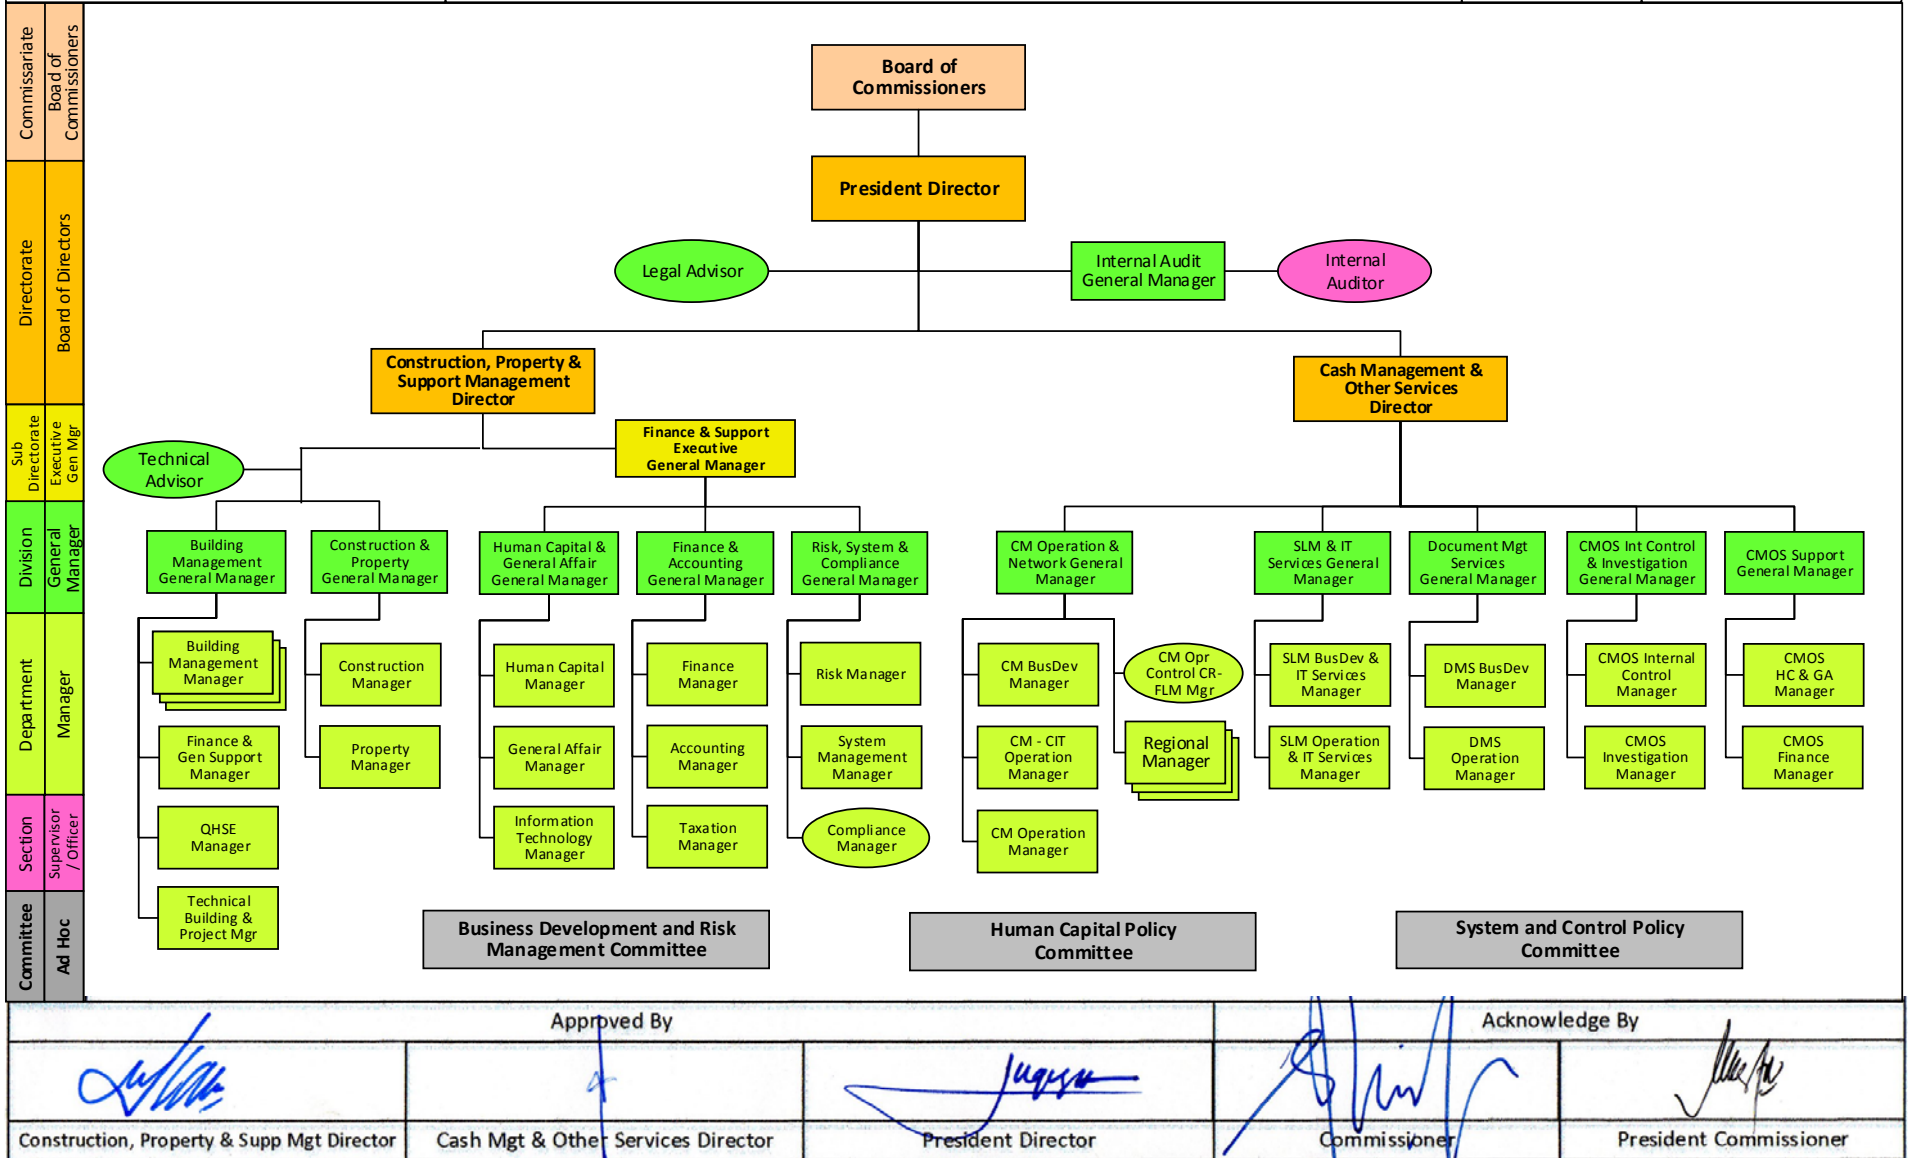 Commissariate
Boad of
Commissioners
Directorate
Board of Directors
Sub
Directorate
Executive
Gen Mgr
Division
General
Manager
Department
Manager
Section
Supervisor
/ Officer
Committee
Ad Hoc
Board of
Commissioners
President Director
Legal Advisor
Internal Audit
General Manager
Internal
Auditor
Construction, Property &
Support Management
Director
Cash Management &
Other Services
Director
Finance & Support
Executive
General Manager
Technical
Advisor
Building
Management
General Manager
Construction &
Property
General Manager
Human Capital &
General Affair
General Manager
Finance &
Accounting
General Manager
Risk, System &
Compliance
General Manager
CM Operation &
Network General
Manager
SLM & IT
Services General
Manager
Document Mgt
Services
General Manager
CMOS Int Control
& Investigation
General Manager
CMOS Support
General Manager
Building
Management
Manager
Finance &
Gen Support
Manager
QHSE
Manager
Technical
Building &
Project Mgr
Construction
Manager
Property
Manager
Human Capital
Manager
General Affair
Manager
Information
Technology
Manager
Finance
Manager
Accounting
Manager
Taxation
Manager
Risk Manager
System
Management
Manager
Compliance
Manager
CM BusDev
Manager
CM - CIT
Operation
Manager
CM Operation
Manager
CM Opr
Control CR-
FLM Mgr
Regional
Manager
SLM BusDev &
IT Services
Manager
SLM Operation
& IT Services
Manager
DMS BusDev
Manager
DMS
Operation
Manager
CMOS Internal
Control
Manager
CMOS
Investigation
Manager
CMOS
HC & GA
Manager
CMOS
Finance
Manager
Business Development and Risk
Management Committee
Human Capital Policy
Committee
System and Control Policy
Committee
Approved By
Acknowledge By
Construction, Property & Supp Mgt Director
Cash Mgt & Other Services Director
President Director
Commissioner
President Commissioner